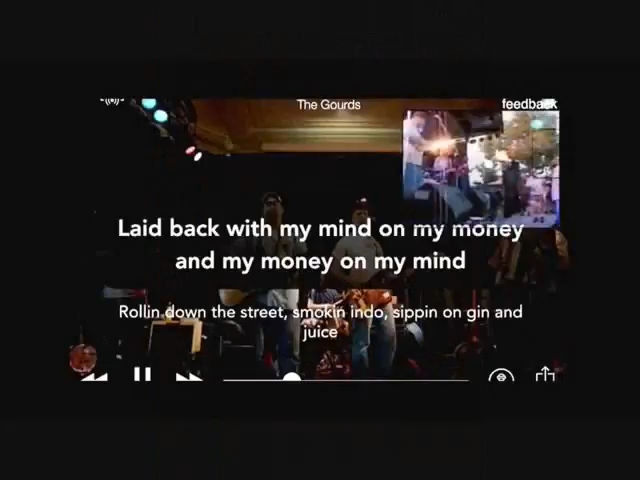 The Gourds
feedback
Laid back with my mind on my money
and my money on my mind
Rollin down the street, smokin indo, sippin on gin and
juice